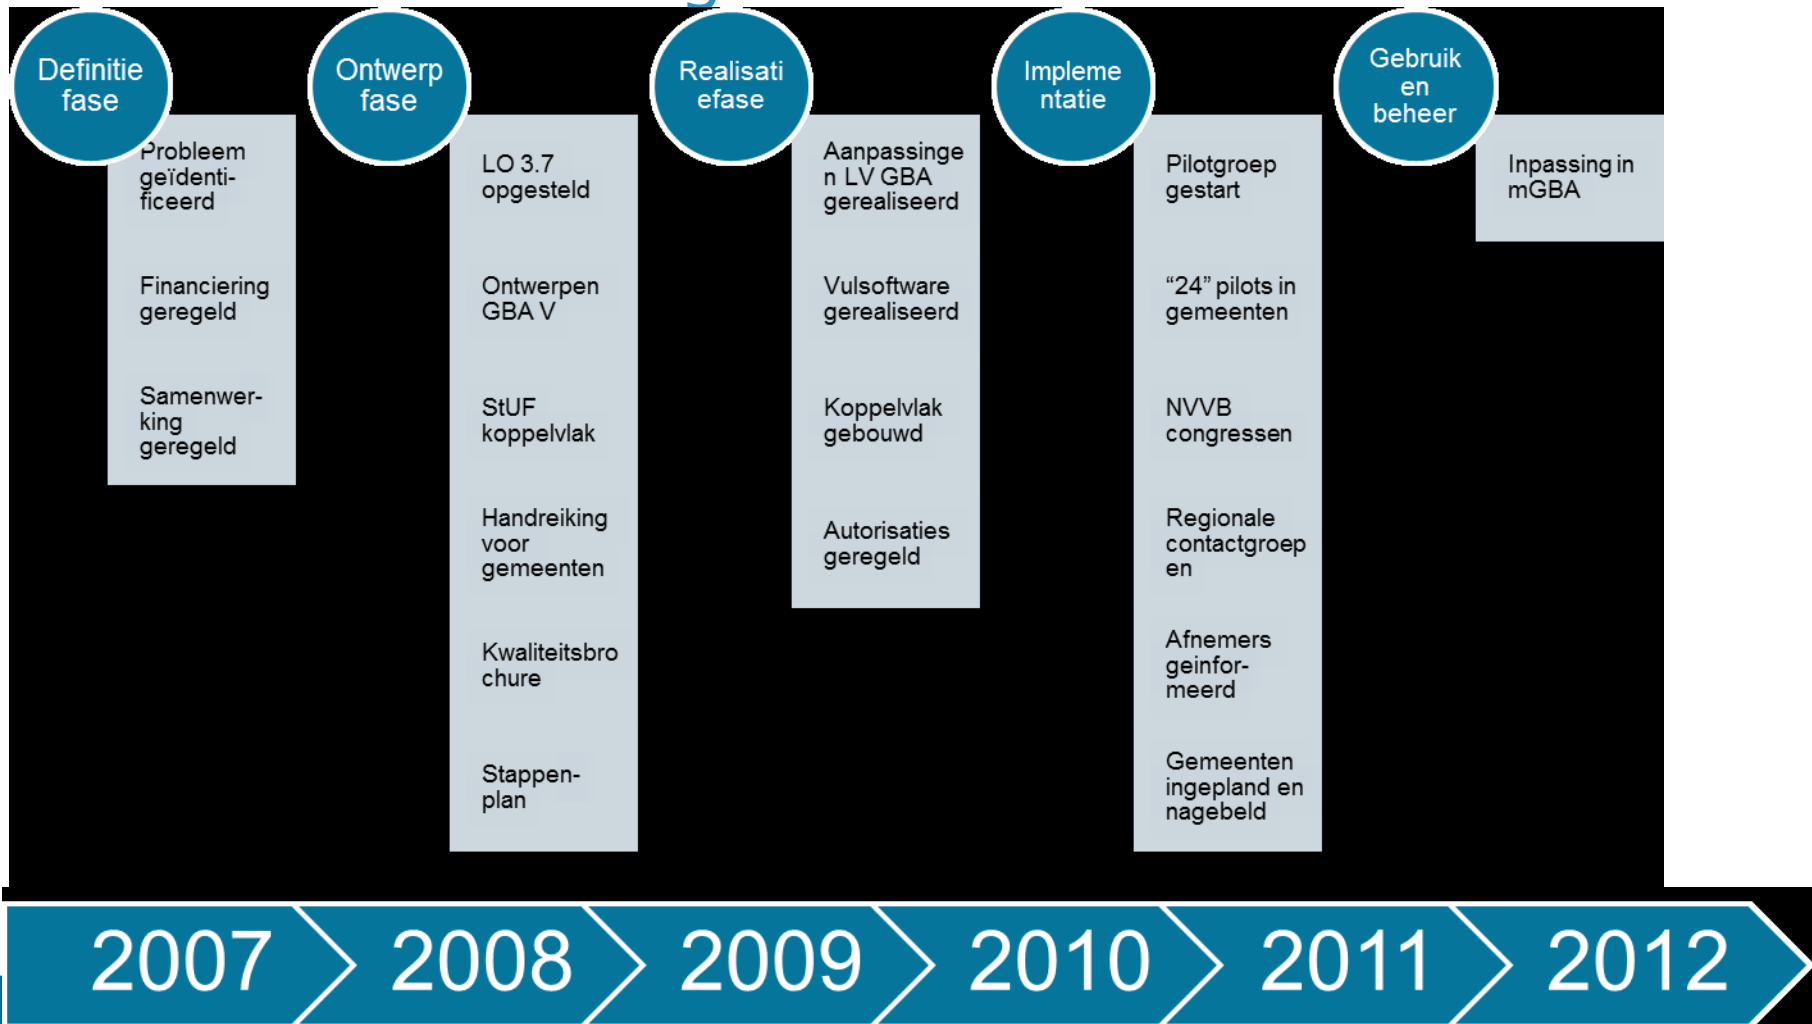 Definitie
fase
Probleem
geïdenti-
ficeerd
Financiering
geregeld
Samenwer-
king
geregeld
Ontwerp
fase
LO 3.7
opgesteld
Ontwerpen
GBA V
StUF
koppelvlak
Handreiking
voor
gemeenten
Kwaliteitsbro
chure
Stappen-
plan
Realisati
efase
Aanpassinge
n LV GBA
gerealiseerd
Vulsoftware
gerealiseerd
Koppelvlak
gebouwd
Autorisaties
geregeld
Impleme
ntatie
Pilotgroep
gestart
“24” pilots in
gemeenten
NVVB
congressen
Regionale
contactgroep
en
Afnemers
geinfor-
meerd
Gemeenten
ingepland en
nagebeld
Gebruik
en
beheer
Inpassing in
mGBA
2007
2008
2009
2010
2011
2012